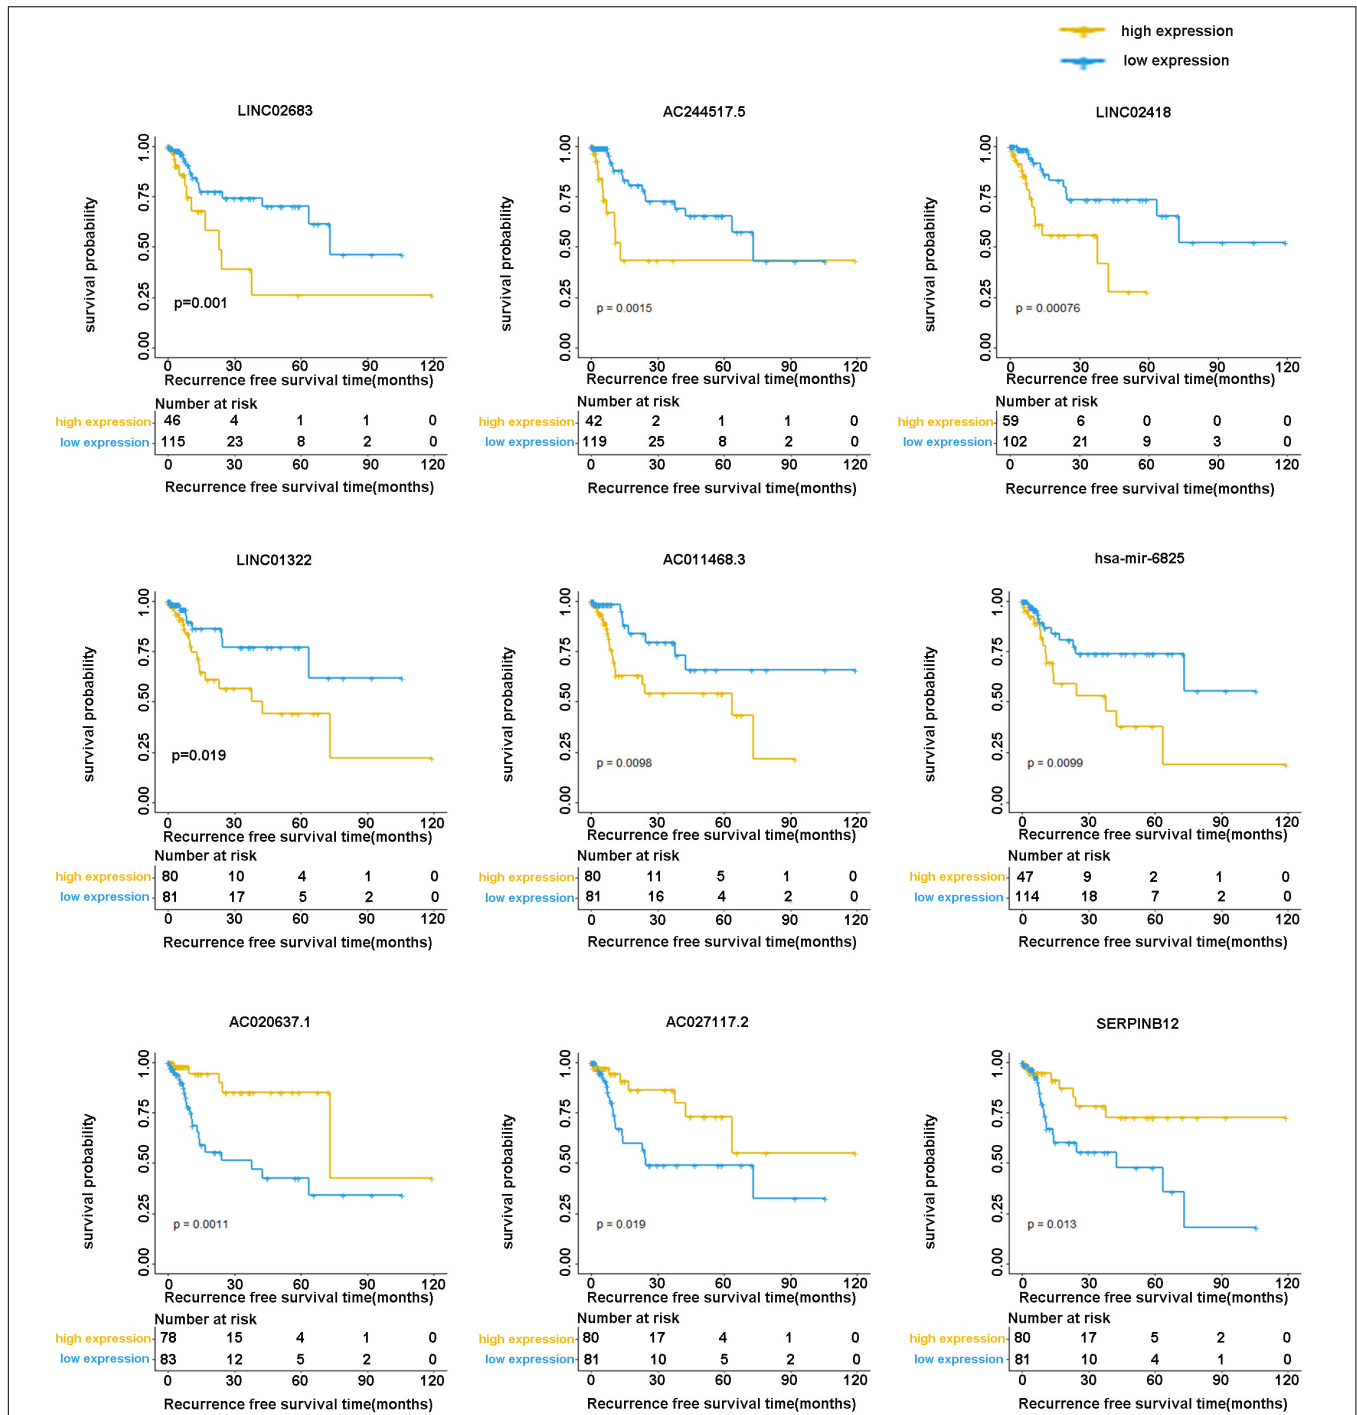 high expression
low expression
LINC02683
AC244517.5
LINC02418
survival probability
1.00
0.75
0.50
0.25
0.00
p=0.001
0 30 60 90 120
Recurrence free survival time(months)
Number at risk
high expression 46 4 1 1 0
low expression 115 23 8 2 0
0 30 60 90 120
Recurrence free survival time(months)
survival probability
1.00
0.75
0.50
0.25
0.00
p = 0.0015
0 30 60 90 120
Recurrence free survival time(months)
Number at risk
high expression 42 2 1 1 0
low expression 119 25 8 2 0
0 30 60 90 120
Recurrence free survival time(months)
survival probability
1.00
0.75
0.50
0.25
0.00
p = 0.00076
0 30 60 90 120
Recurrence free survival time(months)
Number at risk
high expression 59 6 0 0 0
low expression 102 21 9 3 0
0 30 60 90 120
Recurrence free survival time(months)
LINC01322
AC011468.3
hsa-mir-6825
survival probability
1.00
0.75
0.50
0.25
0.00
p=0.019
0 30 60 90 120
Recurrence free survival time(months)
Number at risk
high expression 80 10 4 1 0
low expression 81 17 5 2 0
0 30 60 90 120
Recurrence free survival time(months)
survival probability
1.00
0.75
0.50
0.25
0.00
p = 0.0098
0 30 60 90 120
Recurrence free survival time(months)
Number at risk
high expression 80 11 5 1 0
low expression 81 16 4 2 0
0 30 60 90 120
Recurrence free survival time(months)
survival probability
1.00
0.75
0.50
0.25
0.00
p = 0.0099
0 30 60 90 120
Recurrence free survival time(months)
Number at risk
high expression 47 9 2 1 0
low expression 114 18 7 2 0
0 30 60 90 120
Recurrence free survival time(months)
AC020637.1
AC027117.2
SERPINB12
survival probability
1.00
0.75
0.50
0.25
0.00
p = 0.0011
0 30 60 90 120
Recurrence free survival time(months)
Number at risk
high expression 78 15 4 1 0
low expression 83 12 5 2 0
0 30 60 90 120
Recurrence free survival time(months)
survival probability
1.00
0.75
0.50
0.25
0.00
p = 0.019
0 30 60 90 120
Recurrence free survival time(months)
Number at risk
high expression 80 17 4 1 0
low expression 81 10 5 2 0
0 30 60 90 120
Recurrence free survival time(months)
survival probability
1.00
0.75
0.50
0.25
0.00
p = 0.013
0 30 60 90 120
Recurrence free survival time(months)
Number at risk
high expression 80 17 5 2 0
low expression 81 10 4 1 0
0 30 60 90 120
Recurrence free survival time(months)